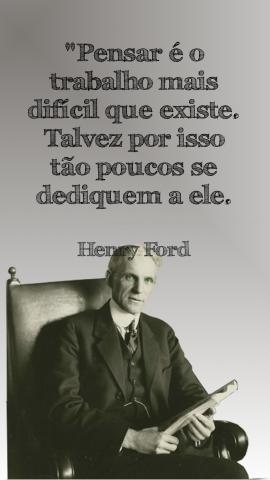 "Pensar é o
trabalho mais
difícil que existe.
Talvez por isso
tão poucos se
dediquem a ele.
Henry Ford